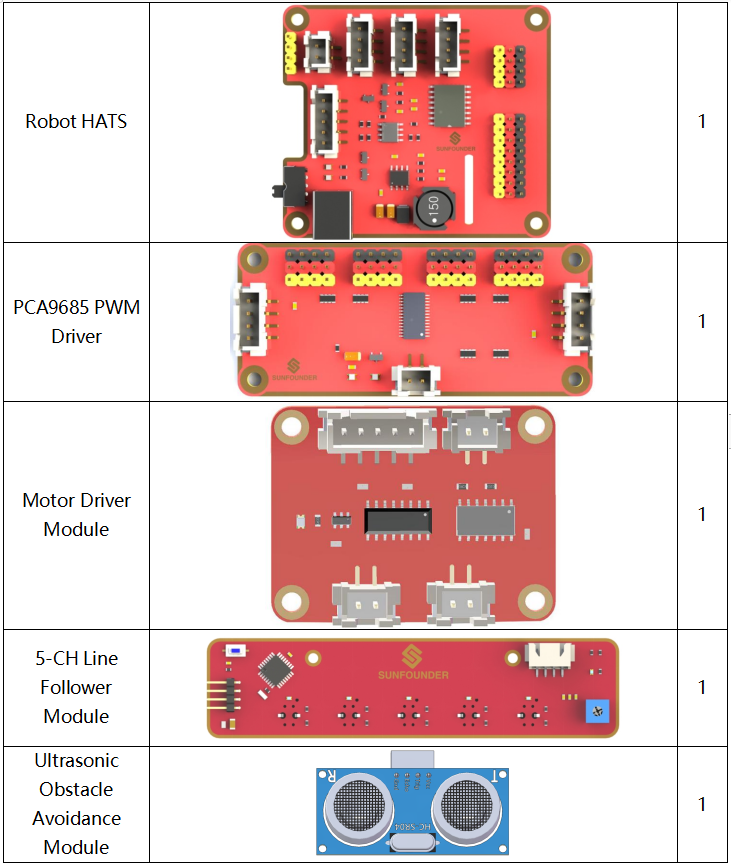 Robot HATS
SUNFOUNDER
150
1
PCA9685 PWM
Driver
SUNFOUNDER
1
Motor Driver
Module
1
5-CH Line
Follower
Module
SUNFOUNDER
1
Ultrasonic
Obstacle
Avoidance
Module
R
T
HC-SR04
1